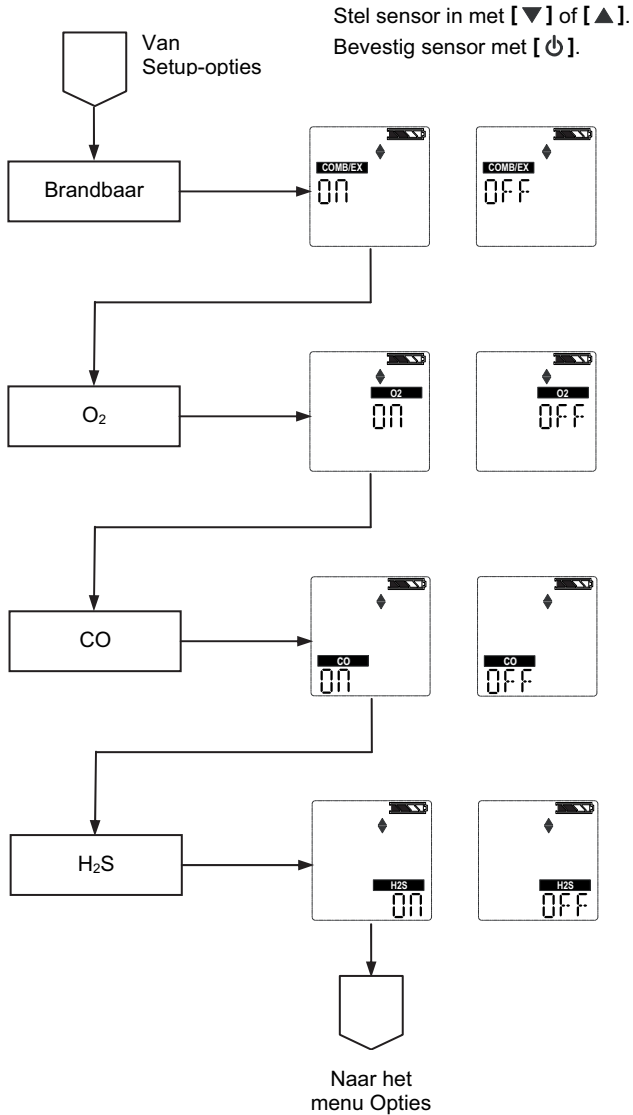 Stel sensor in met [▼] of [▲].
Bevestig sensor met [⏻].
Van
Setup-opties
Brandbaar
COMB/EX
ON
COMB/EX
OFF
O₂
O2
ON
O2
OFF
CO
CO
ON
CO
OFF
H₂S
H2S
ON
H2S
OFF
Naar het
menu Opties